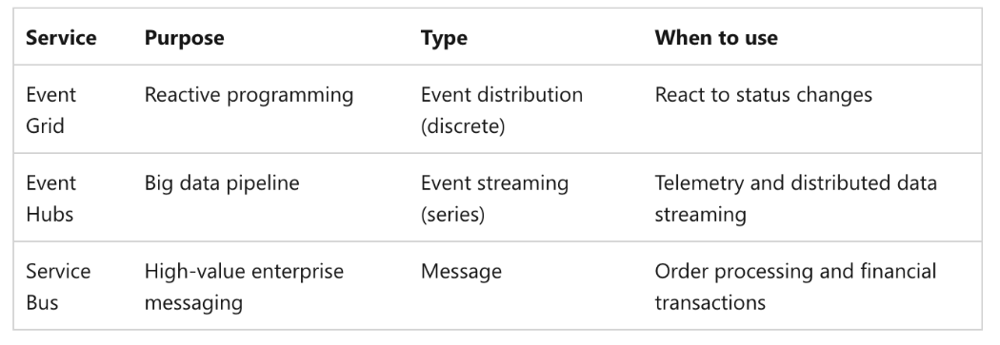 Service Purpose Type When to use
Event Reactive programming Event distribution React to status changes
Grid (discrete)
Event Big data pipeline Event streaming Telemetry and distributed data
Hubs (series) streaming
Service High-value enterprise Message Order processing and financial
Bus messaging transactions